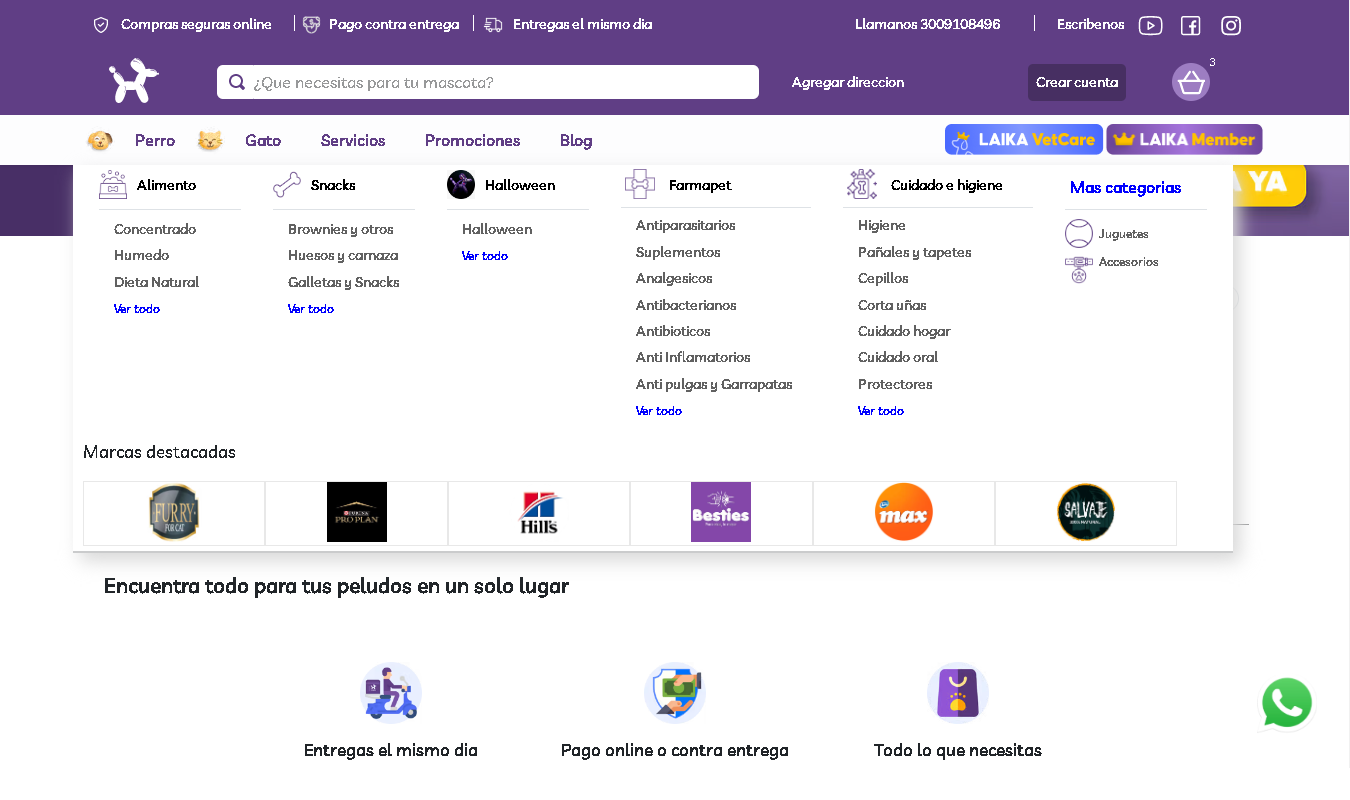 Compras seguras online
Pago contra entrega
Entregas el mismo dia
Llamanos 3009108496
Escribenos
¿Que necesitas para tu mascota?
Agregar direccion
Crear cuenta
3
Perro
Gato
Servicios
Promociones
Blog
LAIKA VetCare
LAIKA Member
A YA
Alimento
Concentrado
Humedo
Dieta Natural
Ver todo
Snacks
Brownies y otros
Huesos y carnaza
Galletas y Snacks
Ver todo
Halloween
Halloween
Ver todo
Farmapet
Antiparasitarios
Suplementos
Analgesicos
Antibacterianos
Antibioticos
Anti Inflamatorios
Anti pulgas y Garrapatas
Ver todo
Cuidado e higiene
Higiene
Pañales y tapetes
Cepillos
Corta uñas
Cuidado hogar
Cuidado oral
Protectores
Ver todo
Mas categorias
Juguetes
Accesorios
Marcas destacadas
FURRY
FOR CAT
PURINA
PRO PLAN
Hill's
Besties
max
SALVAJE
Encuentra todo para tus peludos en un solo lugar
Entregas el mismo dia
Pago online o contra entrega
Todo lo que necesitas